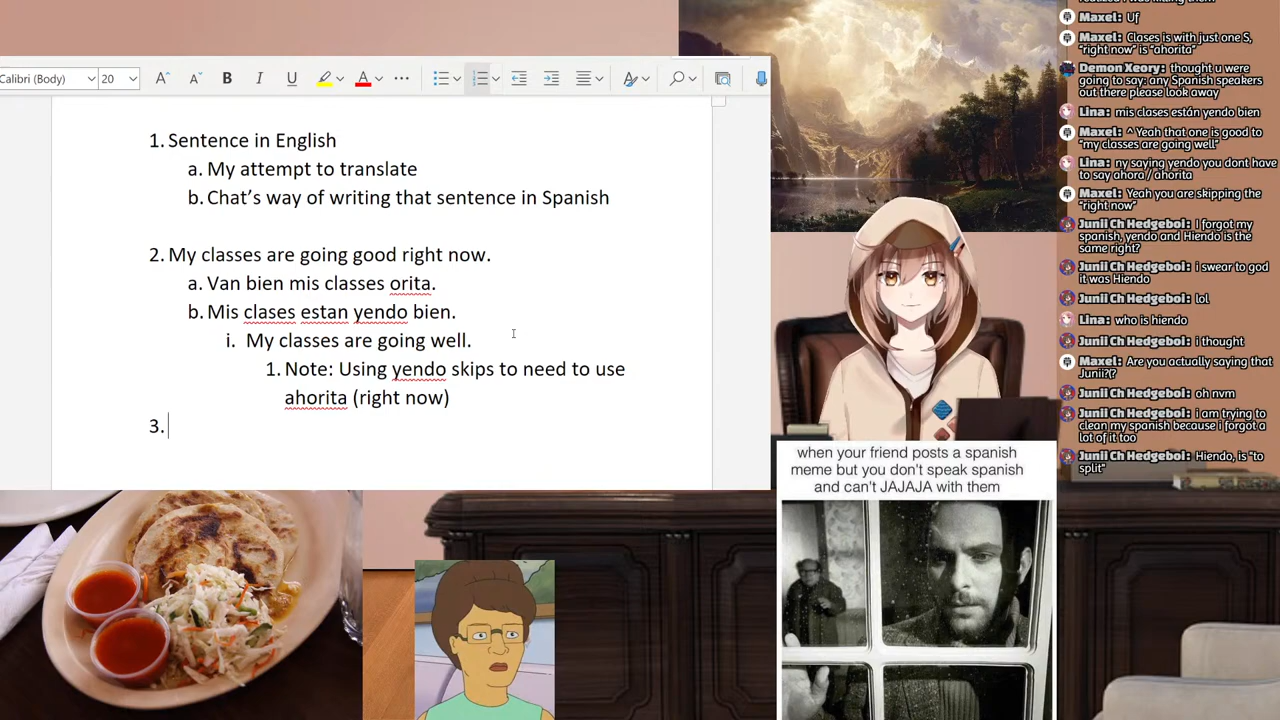 Calibri (Body)
20
B
I
U
A
1. Sentence in English
a. My attempt to translate
b. Chat's way of writing that sentence in Spanish
2. My classes are going good right now.
a. Van bien mis classes orita.
b. Mis clases estan yendo bien.
i. My classes are going well.
1. Note: Using yendo skips to need to use
ahorita (right now)
3.
Maxel: Uf
Maxel: Clases is with just one S,
"right now" is "ahorita"
Demon Xeory: thought u were
going to say: any Spanish speakers
out there please look away
Lina: mis clases están yendo bien
Maxel: ^ Yeah that one is good to
"my classes are going well"
Lina: ny saying yendo you dont have
to say ahora / ahorita
Maxel: Yeah you are skipping the
"right now"
Junii Ch Hedgeboi: I forgot my
spanish, yendo and Hiendo is the
same right?
Junii Ch Hedgeboi: i swear to god
it was Hiendo
Junii Ch Hedgeboi: lol
Lina: who is hiendo
Junii Ch Hedgeboi: i thought
Maxel: Are you actually saying that
Junii?(?
Junii Ch Hedgeboi: oh nvm
Junii Ch Hedgeboi: i am trying to
clean my spanish because i forgot a
lot of it too
Junii Ch Hedgeboi: Hiendo, is "to
split"
when your friend posts a spanish
meme but you don't speak spanish
and can't JAJAJA with them